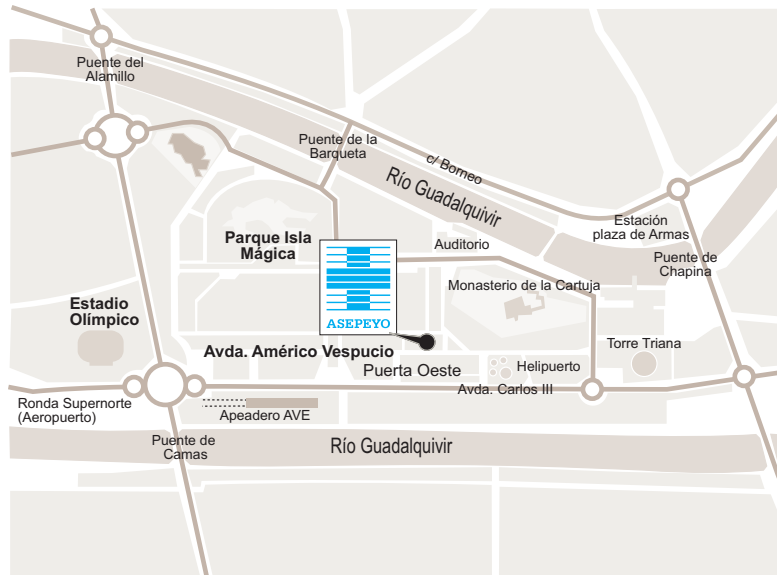 Puente del
Alamillo
Puente de la
Barqueta
c/ Borneo
Río Guadalquivir
Estación
plaza de Armas
Puente de
Chapina
Parque Isla
Mágica
Auditorio
Monasterio de la Cartuja
ASEPEYO
Estadio
Olímpico
Avda. Américo Vespucio
Puerta Oeste
Helipuerto
Torre Triana
Avda. Carlos III
Ronda Supernorte
(Aeropuerto)
Apeadero AVE
Puente de
Camas
Río Guadalquivir